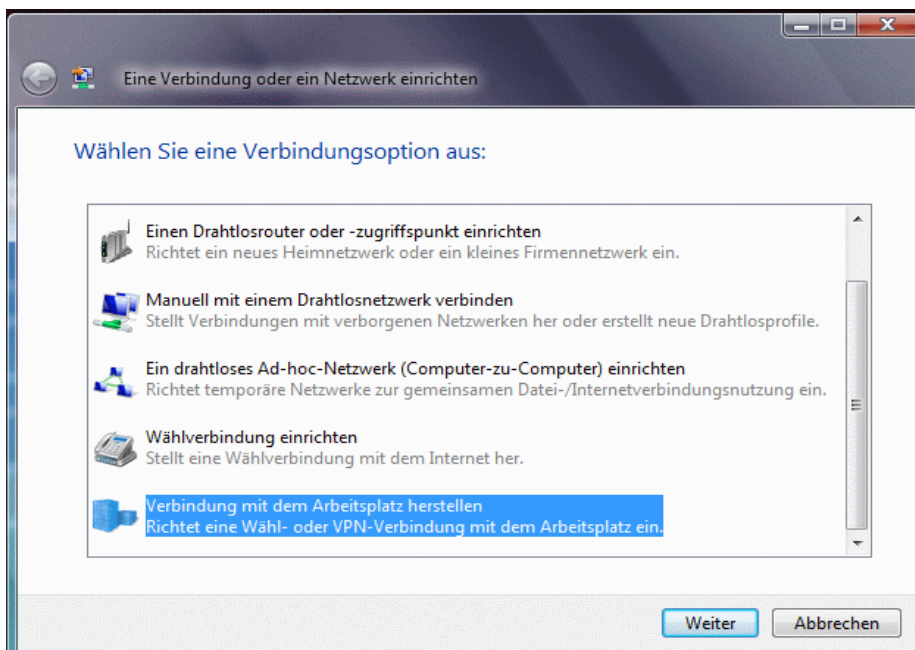 Eine Verbindung oder ein Netzwerk einrichten
Wählen Sie eine Verbindungsoption aus:
Einen Drahtlosrouter oder -zugriffspunkt einrichten
Richtet ein neues Heimnetzwerk oder ein kleines Firmennetzwerk ein.
Manuell mit einem Drahtlosnetzwerk verbinden
Stellt Verbindungen mit verborgenen Netzwerken her oder erstellt neue Drahtlosprofile.
Ein drahtloses Ad-hoc-Netzwerk (Computer-zu-Computer) einrichten
Richtet temporäre Netzwerke zur gemeinsamen Datei-/Internetverbindungsnutzung ein.
Wählverbindung einrichten
Stellt eine Wählverbindung mit dem Internet her.
Verbindung mit dem Arbeitsplatz herstellen
Richtet eine Wähl- oder VPN-Verbindung mit dem Arbeitsplatz ein.
Weiter Abbrechen